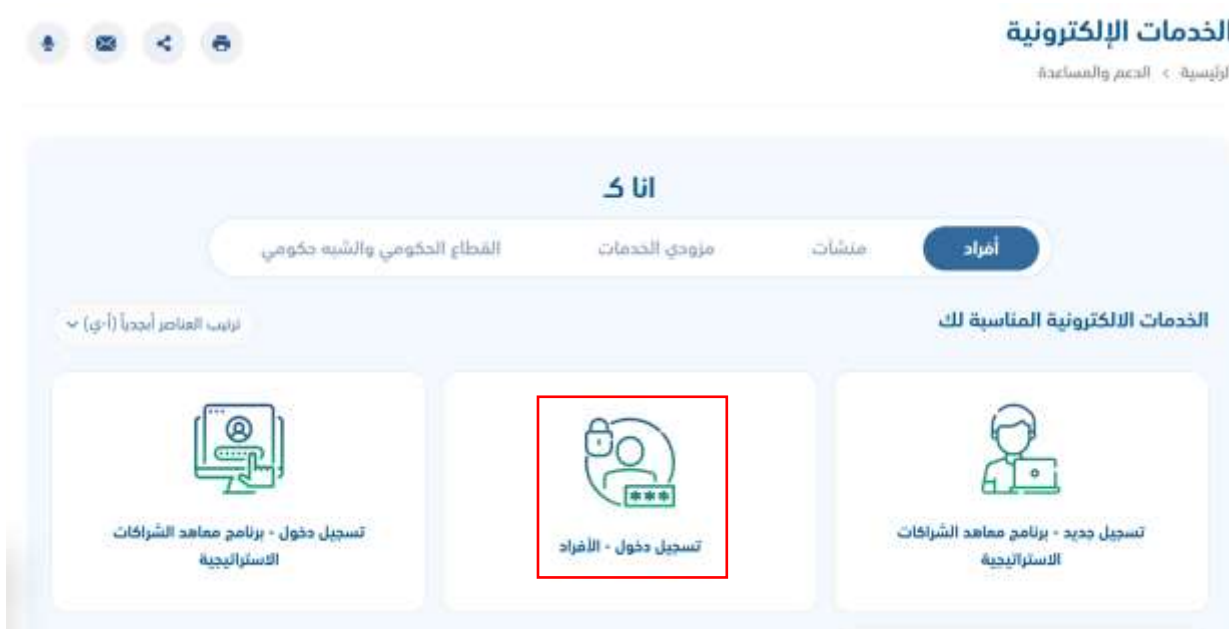 الخدمات الإلكترونية
الرئيسية > الدعم والمساعدة
انا كـ
أفراد
منشآت
مزودي الخدمات
القطاع الحكومي والشبه حكومي
الخدمات الالكترونية المناسبة لك
ترتيب العناصر أبجدياً (أ-ي)
تسجيل جديد - برنامج معاهد الشراكات
الاستراتيجية
***
تسجيل دخول - الأفراد
تسجيل دخول - برنامج معاهد الشراكات
الاستراتيجية